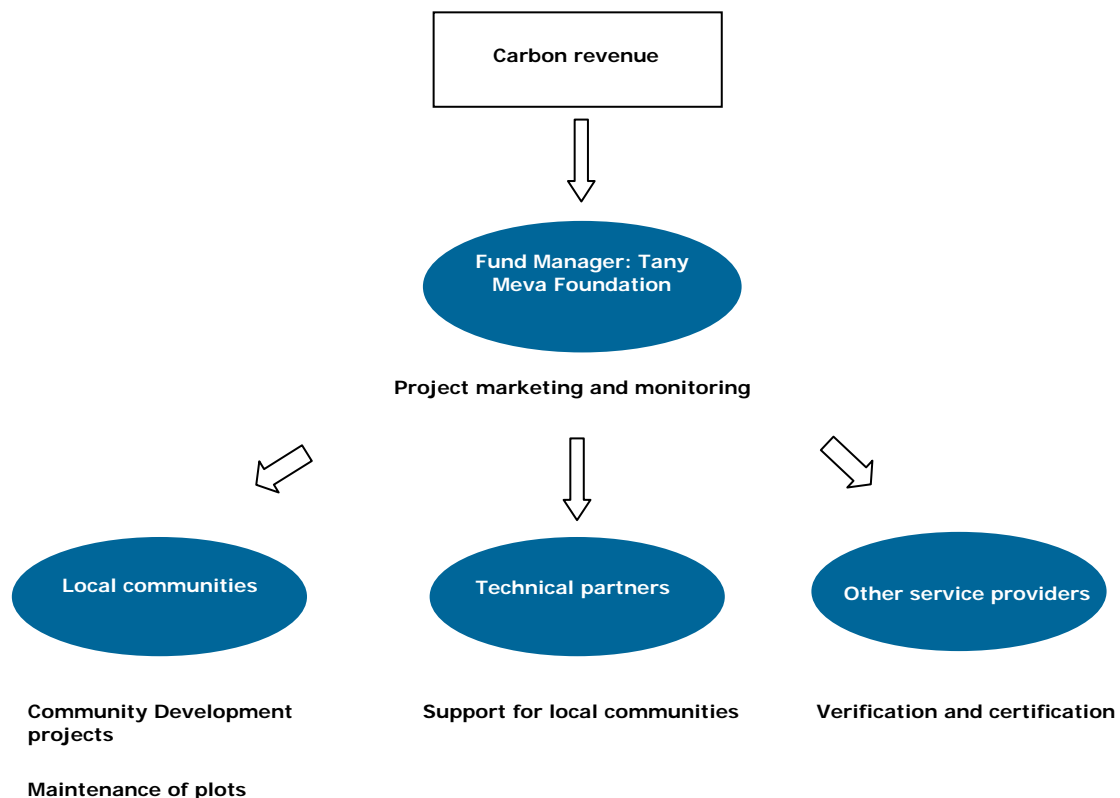 Carbon revenue
Fund Manager: Tany
Meva Foundation
Project marketing and monitoring
Local communities
Technical partners
Other service providers
Community Development
projects
Support for local communities
Verification and certification
Maintenance of plots